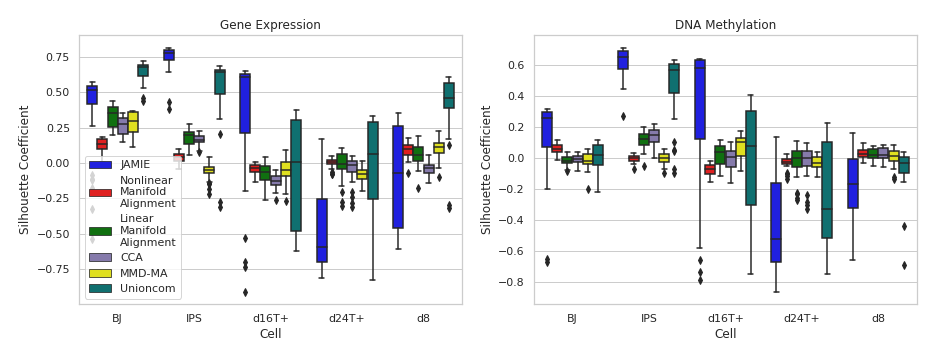 Gene Expression
Silhouette Coefficient
0.75
0.50
0.25
0.00
−0.25
−0.50
−0.75
JAMIE
Nonlinear
Manifold
Alignment
Linear
Manifold
Alignment
CCA
MMD-MA
Unioncom
BJ IPS d16T+ d24T+ d8
Cell
DNA Methylation
Silhouette Coefficient
0.6
0.4
0.2
0.0
−0.2
−0.4
−0.6
−0.8
BJ IPS d16T+ d24T+ d8
Cell